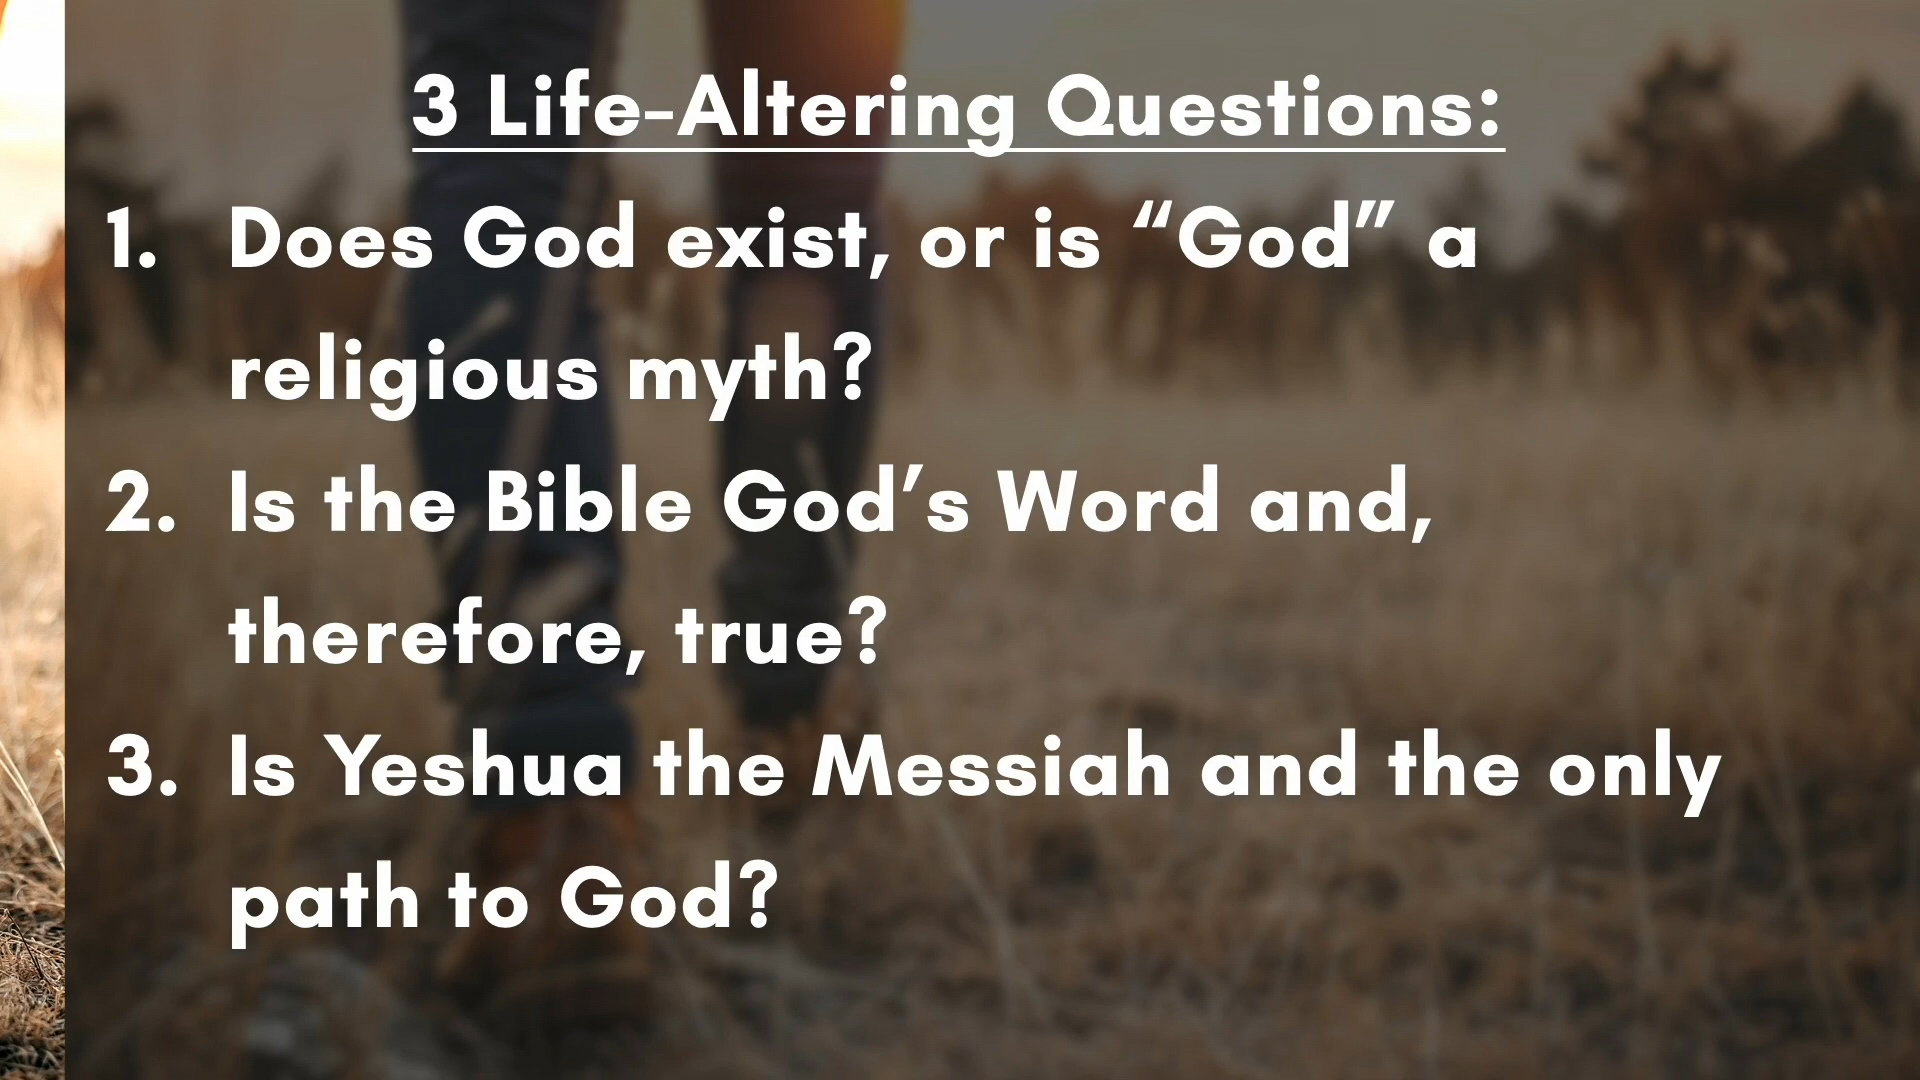 3 Life-Altering Questions:
1. Does God exist, or is “God” a
religious myth?
2. Is the Bible God’s Word and,
therefore, true?
3. Is Yeshua the Messiah and the only
path to God?